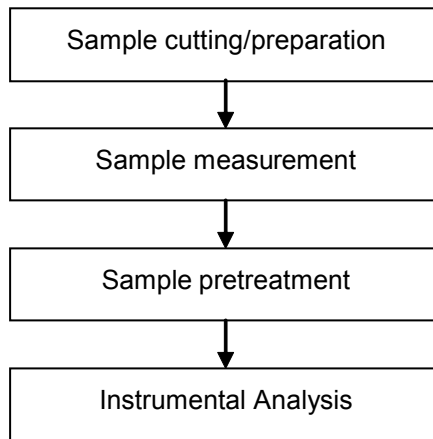 Sample cutting/preparation
Sample measurement
Sample pretreatment
Instrumental Analysis